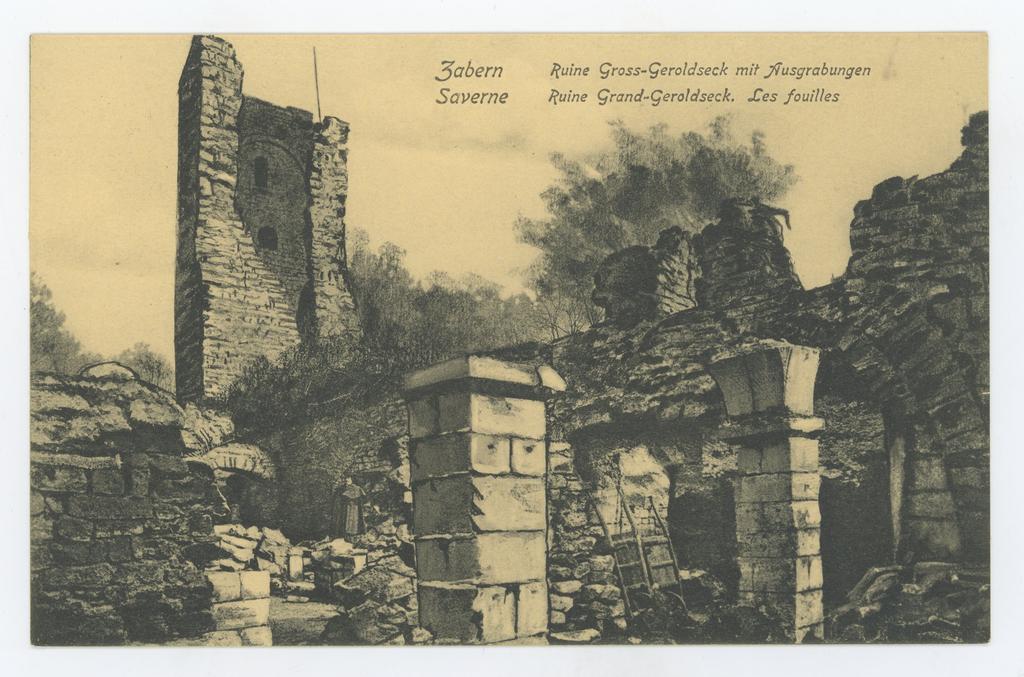 Zabern
Saverne
Ruine Gross-Geroldseck mit Ausgrabungen
Ruine Grand-Geroldseck. Les fouilles